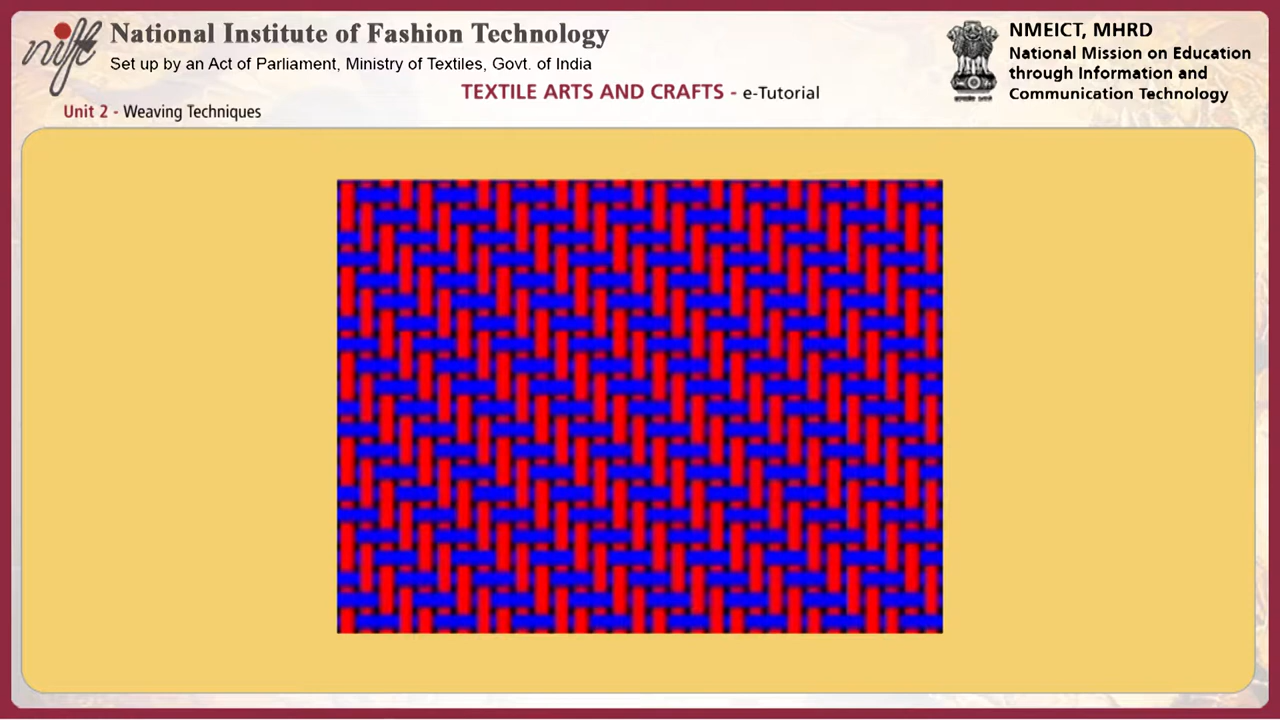 nift
National Institute of Fashion Technology
Set up by an Act of Parliament, Ministry of Textiles, Govt. of India
TEXTILE ARTS AND CRAFTS - e-Tutorial
Unit 2 - Weaving Techniques
NMEICT, MHRD
National Mission on Education
through Information and
Communication Technology